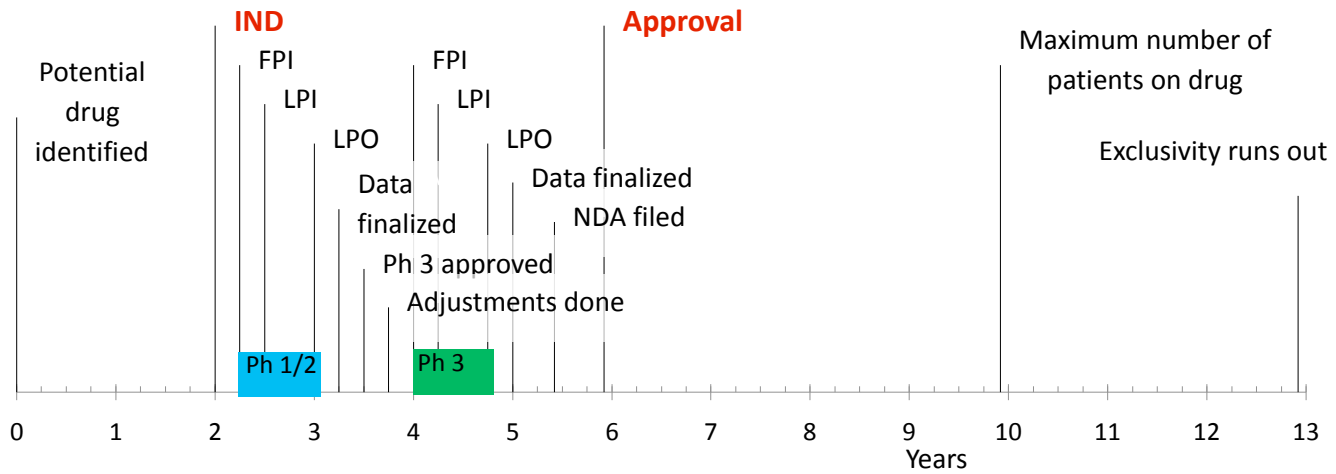 IND
Approval
FPI
FPI
Maximum number of
patients on drug
Potential
drug
identified
LPI
LPI
LPO
LPO
Exclusivity runs out
Data
finalized
Data finalized
NDA filed
Ph 3 approved
Adjustments done
Ph 1/2
Ph 3
0 1 2 3 4 5 6 7 8 9 10 11 12 13
Years